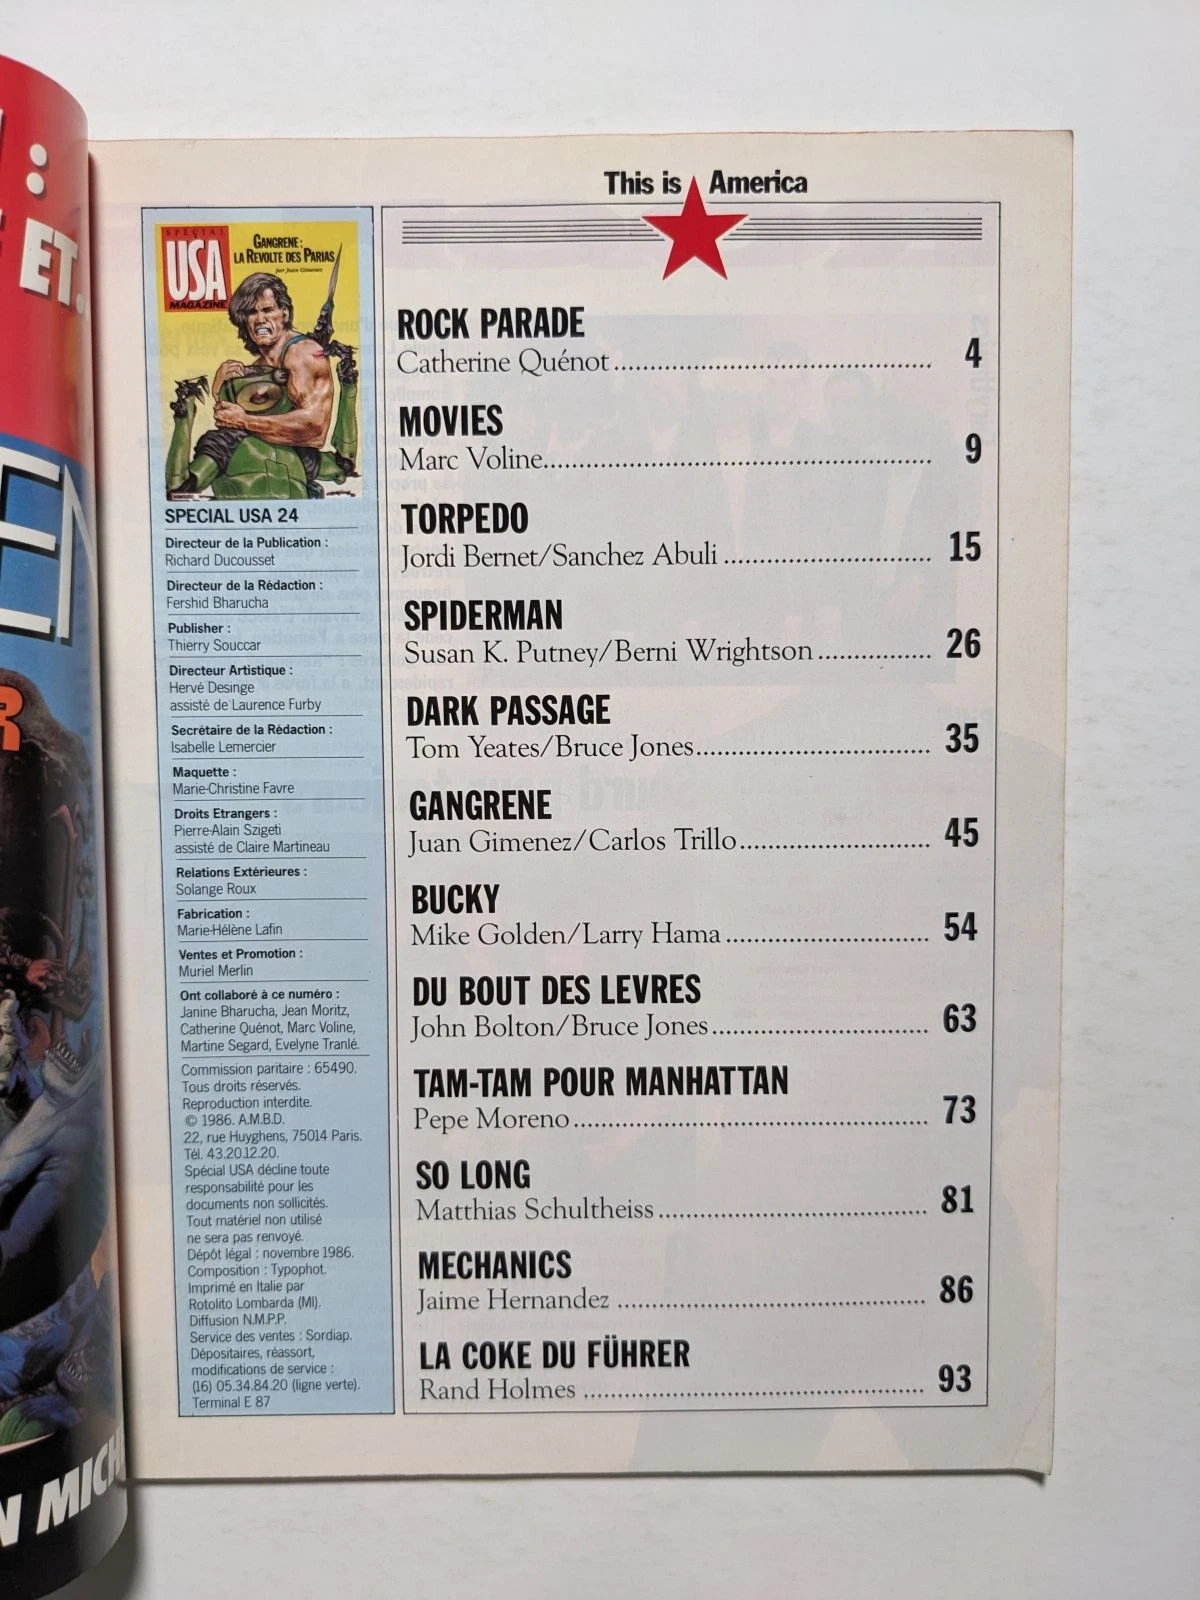 :
ET.
EN
R
N MICH
This is America
SPECIAL
USA
MAGAZINE
GANGRENE :
LA REVOLTE DES PARIAS
par Juan Gimenez
SPECIAL USA 24
Directeur de la Publication :
Richard Ducousset
Directeur de la Rédaction :
Fershid Bharucha
Publisher :
Thierry Souccar
Directeur Artistique :
Hervé Desinge
assisté de Laurence Furby
Secrétaire de la Rédaction :
Isabelle Lemercier
Maquette :
Marie-Christine Favre
Droits Etrangers :
Pierre-Alain Szigeti
assisté de Claire Martineau
Relations Extérieures :
Solange Roux
Fabrication :
Marie-Hélène Lafin
Ventes et Promotion :
Muriel Merlin
Ont collaboré à ce numéro :
Janine Bharucha, Jean Moritz,
Catherine Quénot, Marc Voline,
Martine Segard, Evelyne Tranlé.
Commission paritaire : 65490.
Tous droits réservés.
Reproduction interdite.
© 1986. A.M.B.D.
22, rue Huyghens, 75014 Paris.
Tél. 43.20.12.20.
Spécial USA décline toute
responsabilité pour les
documents non sollicités.
Tout matériel non utilisé
ne sera pas renvoyé.
Dépôt légal : novembre 1986.
Composition : Typophot.
Imprimé en Italie par
Rotolito Lombarda (MI).
Diffusion N.M.P.P.
Service des ventes : Sordiap.
Dépositaires, réassort,
modifications de service :
(16) 05.34.84.20 (ligne verte).
Terminal E 87
ROCK PARADE
Catherine Quénot 4
MOVIES
Marc Voline 9
TORPEDO
Jordi Bernet/Sanchez Abuli 15
SPIDERMAN
Susan K. Putney/Berni Wrightson 26
DARK PASSAGE
Tom Yeates/Bruce Jones 35
GANGRENE
Juan Gimenez/Carlos Trillo 45
BUCKY
Mike Golden/Larry Hama 54
DU BOUT DES LEVRES
John Bolton/Bruce Jones 63
TAM-TAM POUR MANHATTAN
Pepe Moreno 73
SO LONG
Matthias Schultheiss 81
MECHANICS
Jaime Hernandez 86
LA COKE DU FÜHRER
Rand Holmes 93